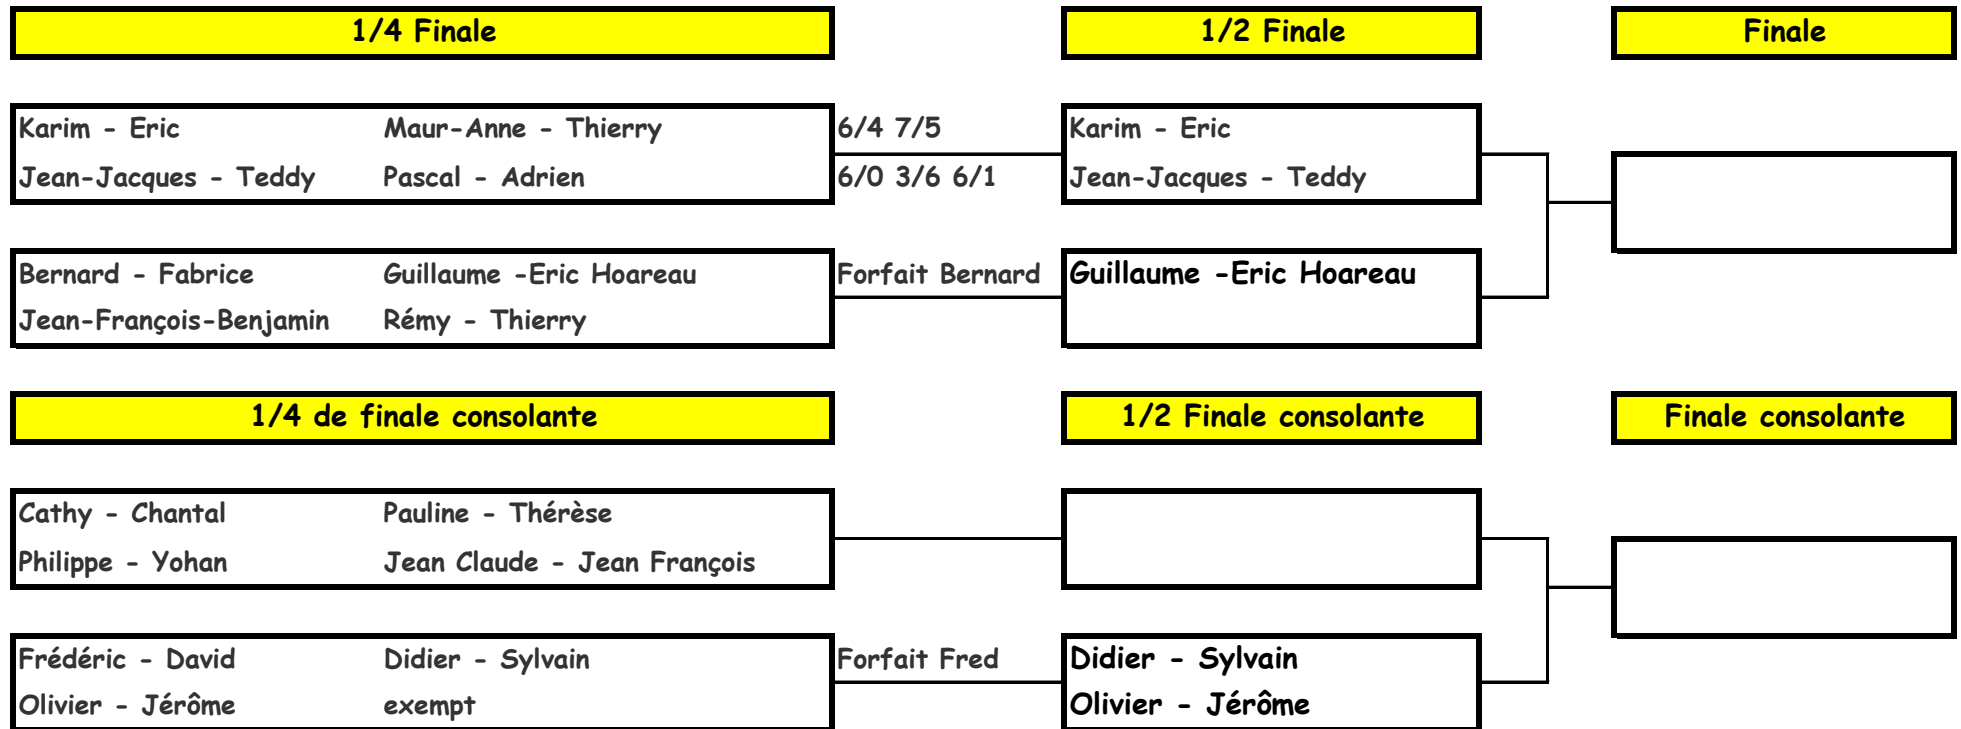 1/4 Finale 1/2 Finale Finale
Karim - Eric Maur-Anne - Thierry 6/4 7/5 Karim - Eric
Jean-Jacques - Teddy Pascal - Adrien 6/0 3/6 6/1 Jean-Jacques - Teddy
Bernard - Fabrice Guillaume -Eric Hoareau Forfait Bernard Guillaume -Eric Hoareau
Jean-François-Benjamin Rémy - Thierry
1/4 de finale consolante 1/2 Finale consolante Finale consolante
Cathy - Chantal Pauline - Thérèse
Philippe - Yohan Jean Claude - Jean François
Frédéric - David Didier - Sylvain Forfait Fred Didier - Sylvain
Olivier - Jérôme exempt Olivier - Jérôme